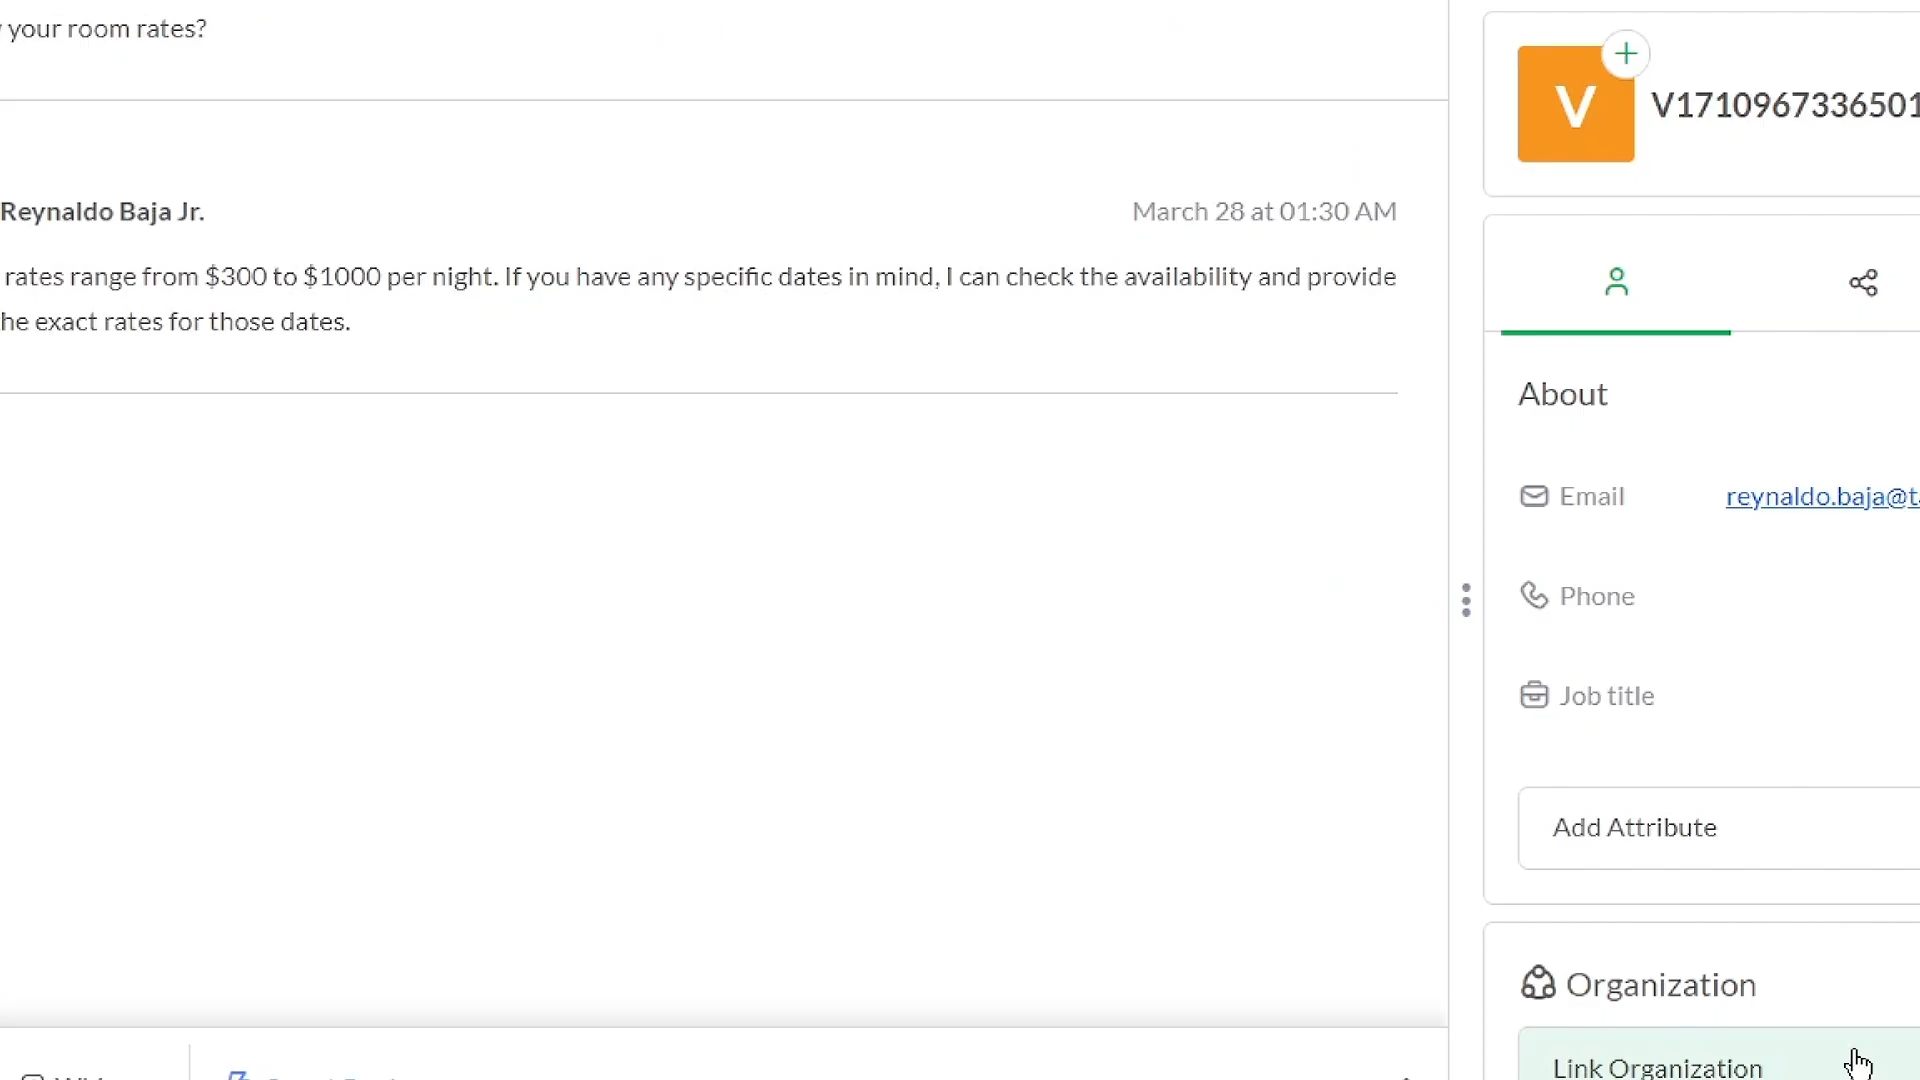 your room rates?
V
V1710967336501
Reynaldo Baja Jr.
March 28 at 01:30 AM
rates range from $300 to $1000 per night. If you have any specific dates in mind, I can check the availability and provide
he exact rates for those dates.
About
Email
reynaldo.baja@t
Phone
Job title
Add Attribute
Organization
Link Organization